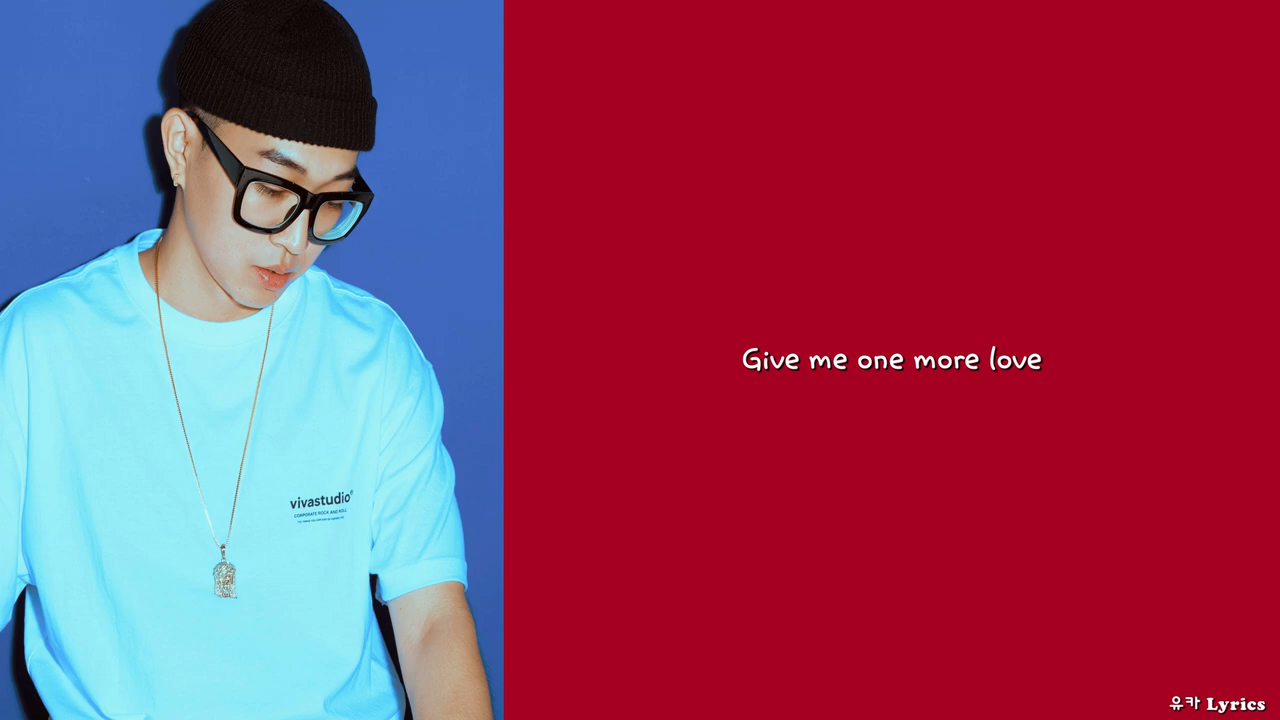 vivastudio®
CORPORATE ROCK AND ROLL
Give me one more love
유카 Lyrics